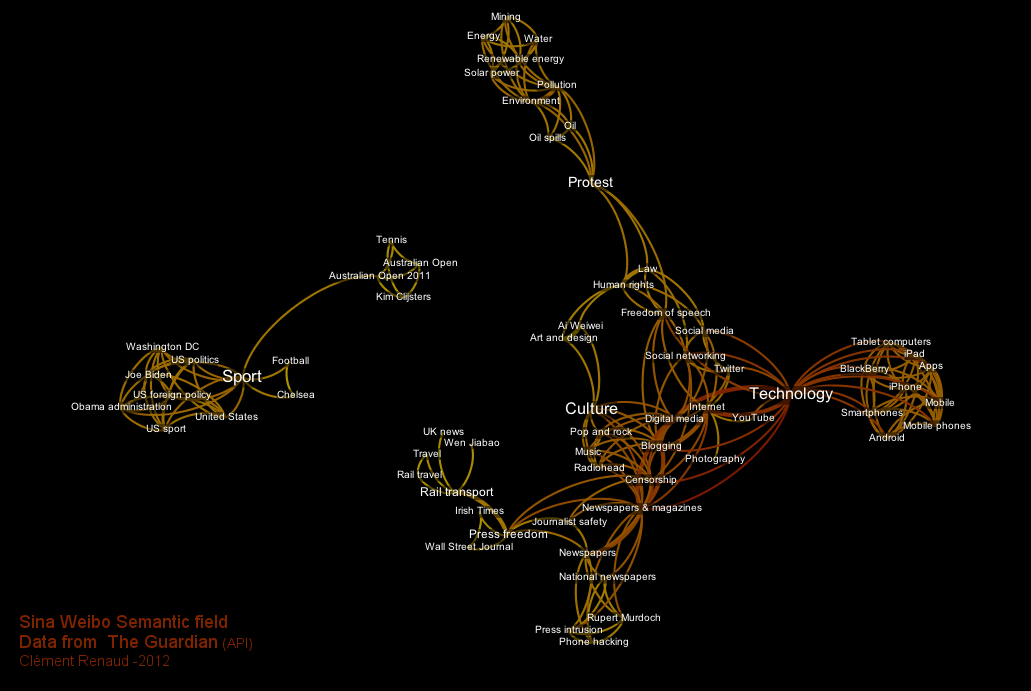 Mining
Energy
Water
Renewable energy
Solar power
Pollution
Environment
Oil
Oil spills
Protest
Tennis
Australian Open
Australian Open 2011
Kim Clijsters
Law
Human rights
Freedom of speech
Ai Weiwei
Art and design
Social media
Social networking
Twitter
Washington DC
US politics
Joe Biden
US foreign policy
Obama administration
United States
US sport
Sport
Football
Chelsea
Technology
Tablet computers
iPad
Apps
BlackBerry
iPhone
Mobile
Smartphones
Mobile phones
Android
Culture
Internet
YouTube
Digital media
Pop and rock
Blogging
Music
Photography
Radiohead
Censorship
UK news
Wen Jiabao
Travel
Rail travel
Rail transport
Irish Times
Newspapers & magazines
Journalist safety
Press freedom
Wall Street Journal
Newspapers
National newspapers
Rupert Murdoch
Press intrusion
Phone hacking
Sina Weibo Semantic field
Data from The Guardian (API)
Clément Renaud -2012